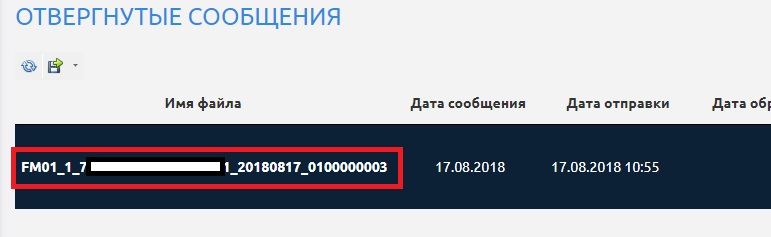 ОТВЕРГНУТЫЕ СООБЩЕНИЯ
Имя файла Дата сообщения Дата отправки Дата обр
FM01_1_7 1_20180817_0100000003 17.08.2018 17.08.2018 10:55